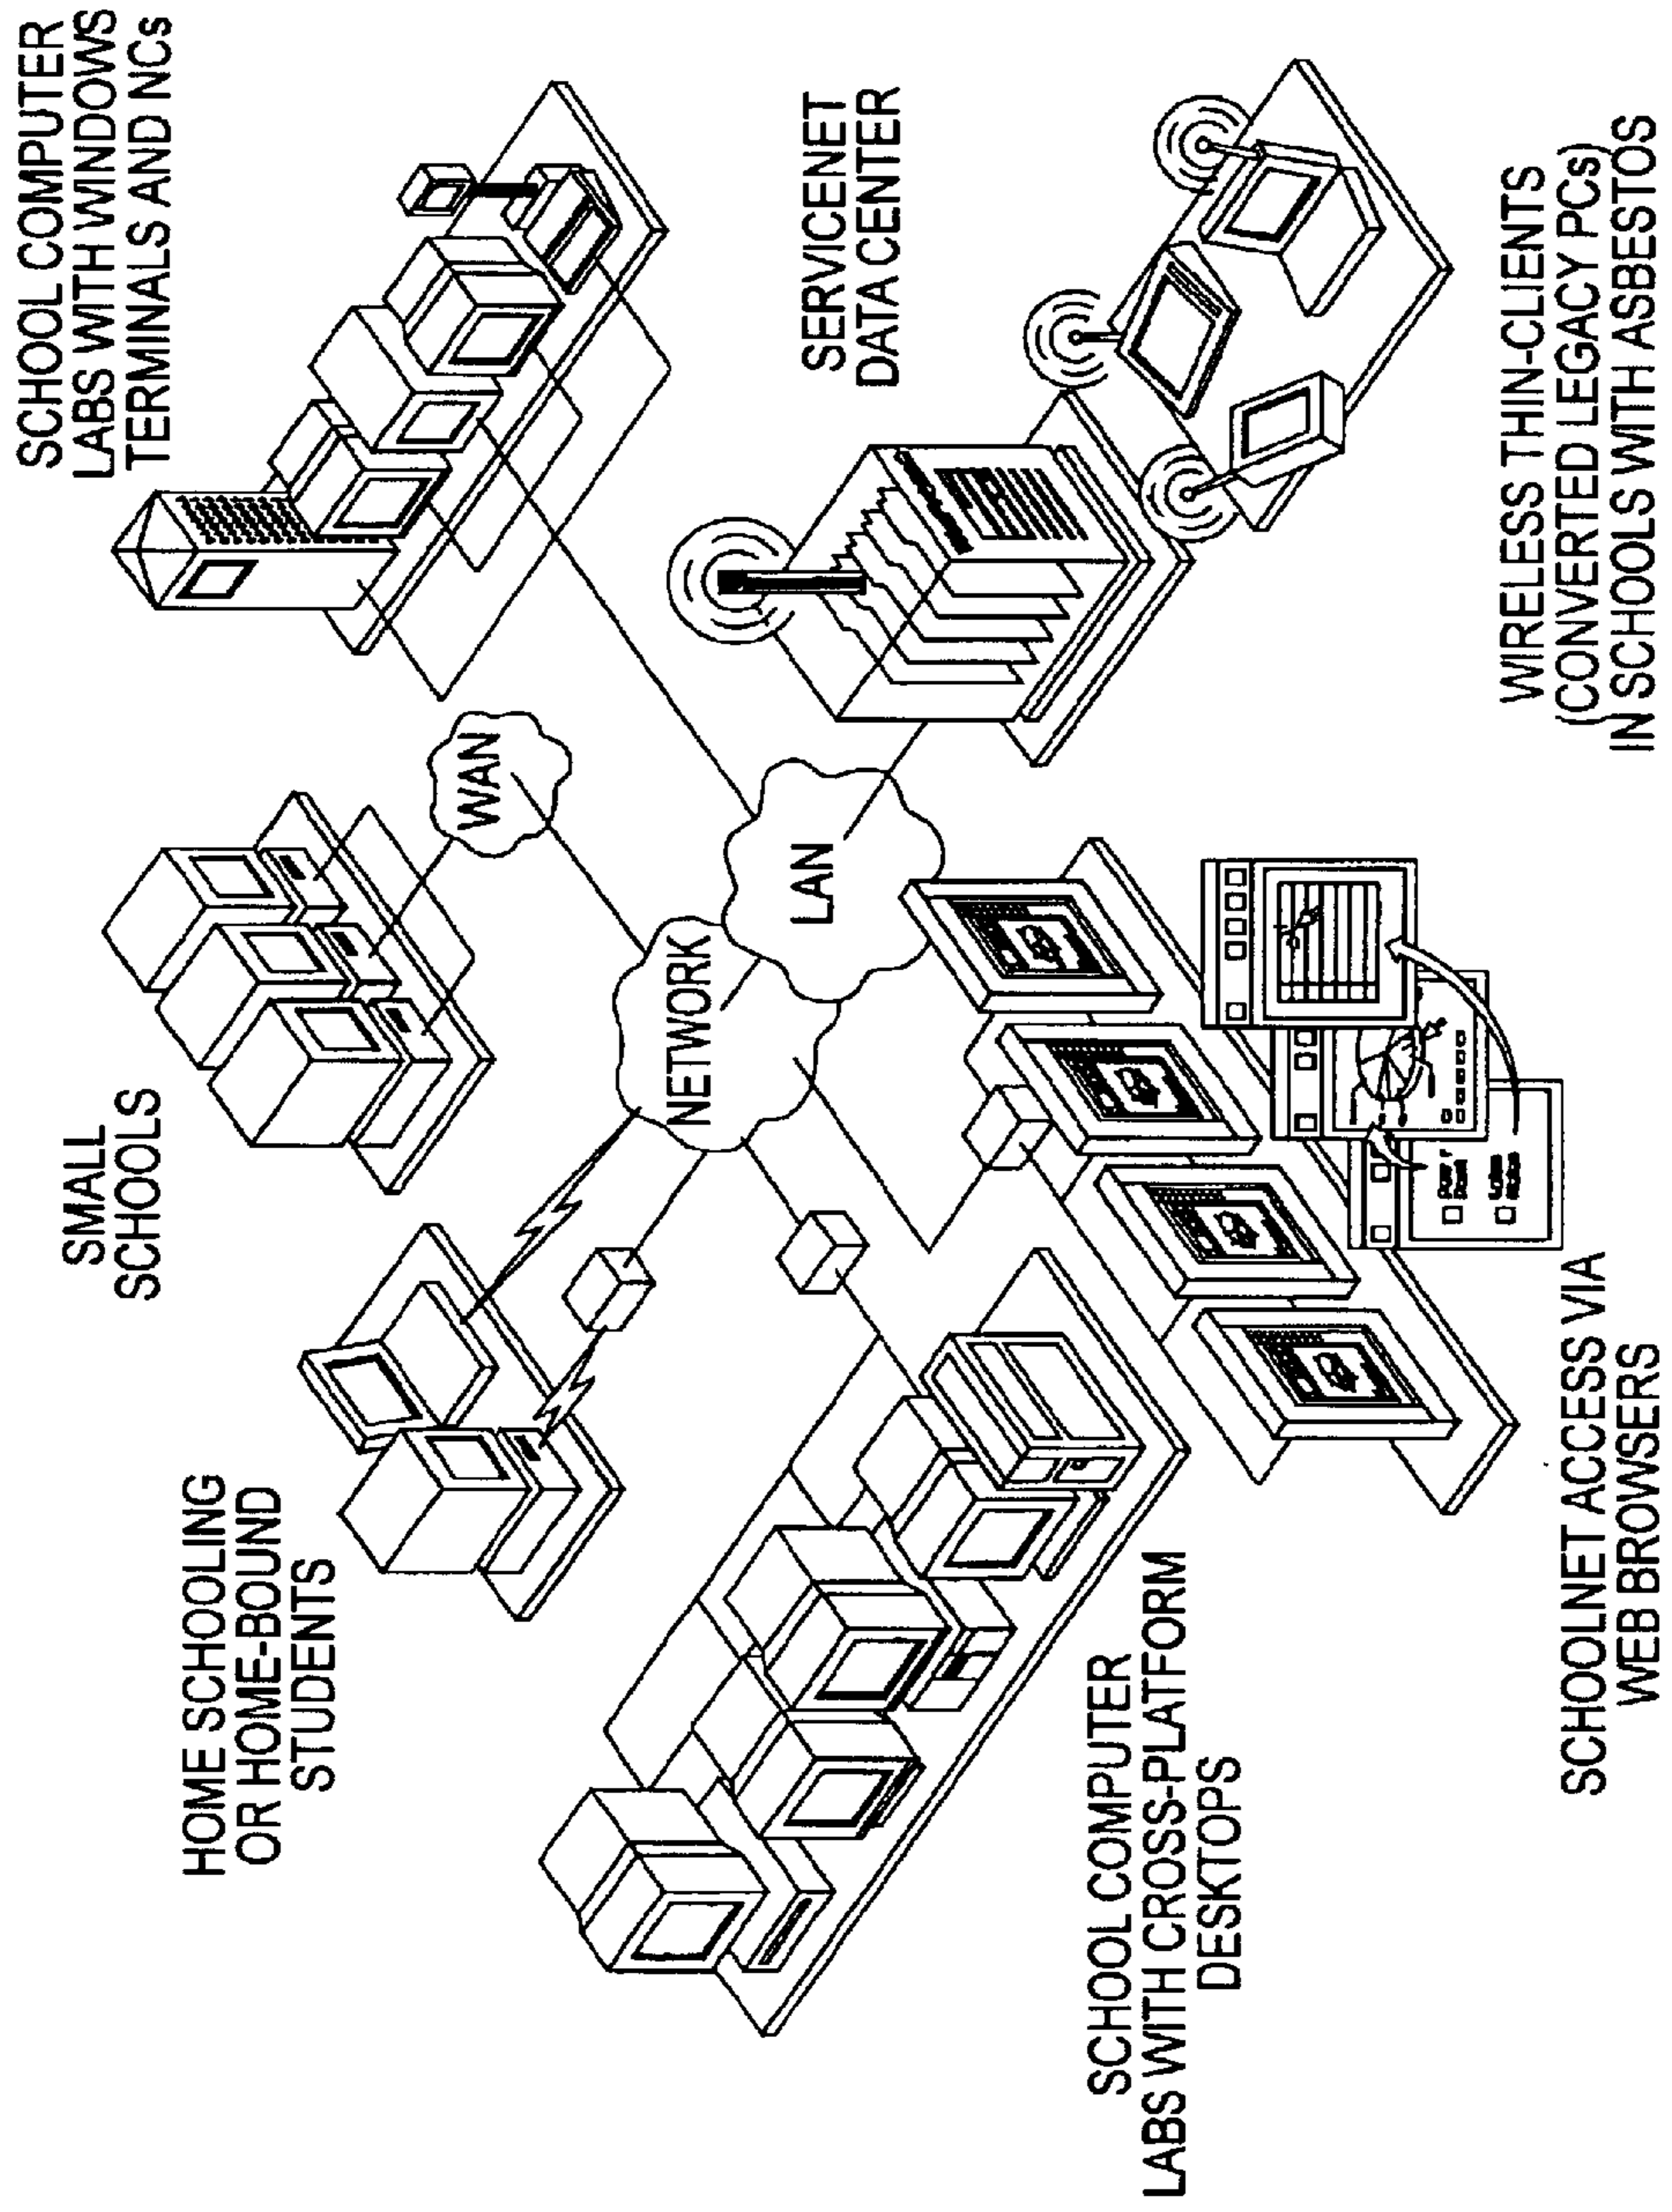 HOME SCHOOLING
OR HOME-BOUND
STUDENTS
SMALL
SCHOOLS
SCHOOL COMPUTER
LABS WITH WINDOWS
TERMINALS AND NCs
WAN
NETWORK
LAN
SERVICENET
DATA CENTER
SCHOOL COMPUTER
LABS WITH CROSS-PLATFORM
DESKTOPS
SCHOOLNET ACCESS VIA
WEB BROWSERS
WIRELESS THIN-CLIENTS
(CONVERTED LEGACY PCs)
IN SCHOOLS WITH ASBESTOS